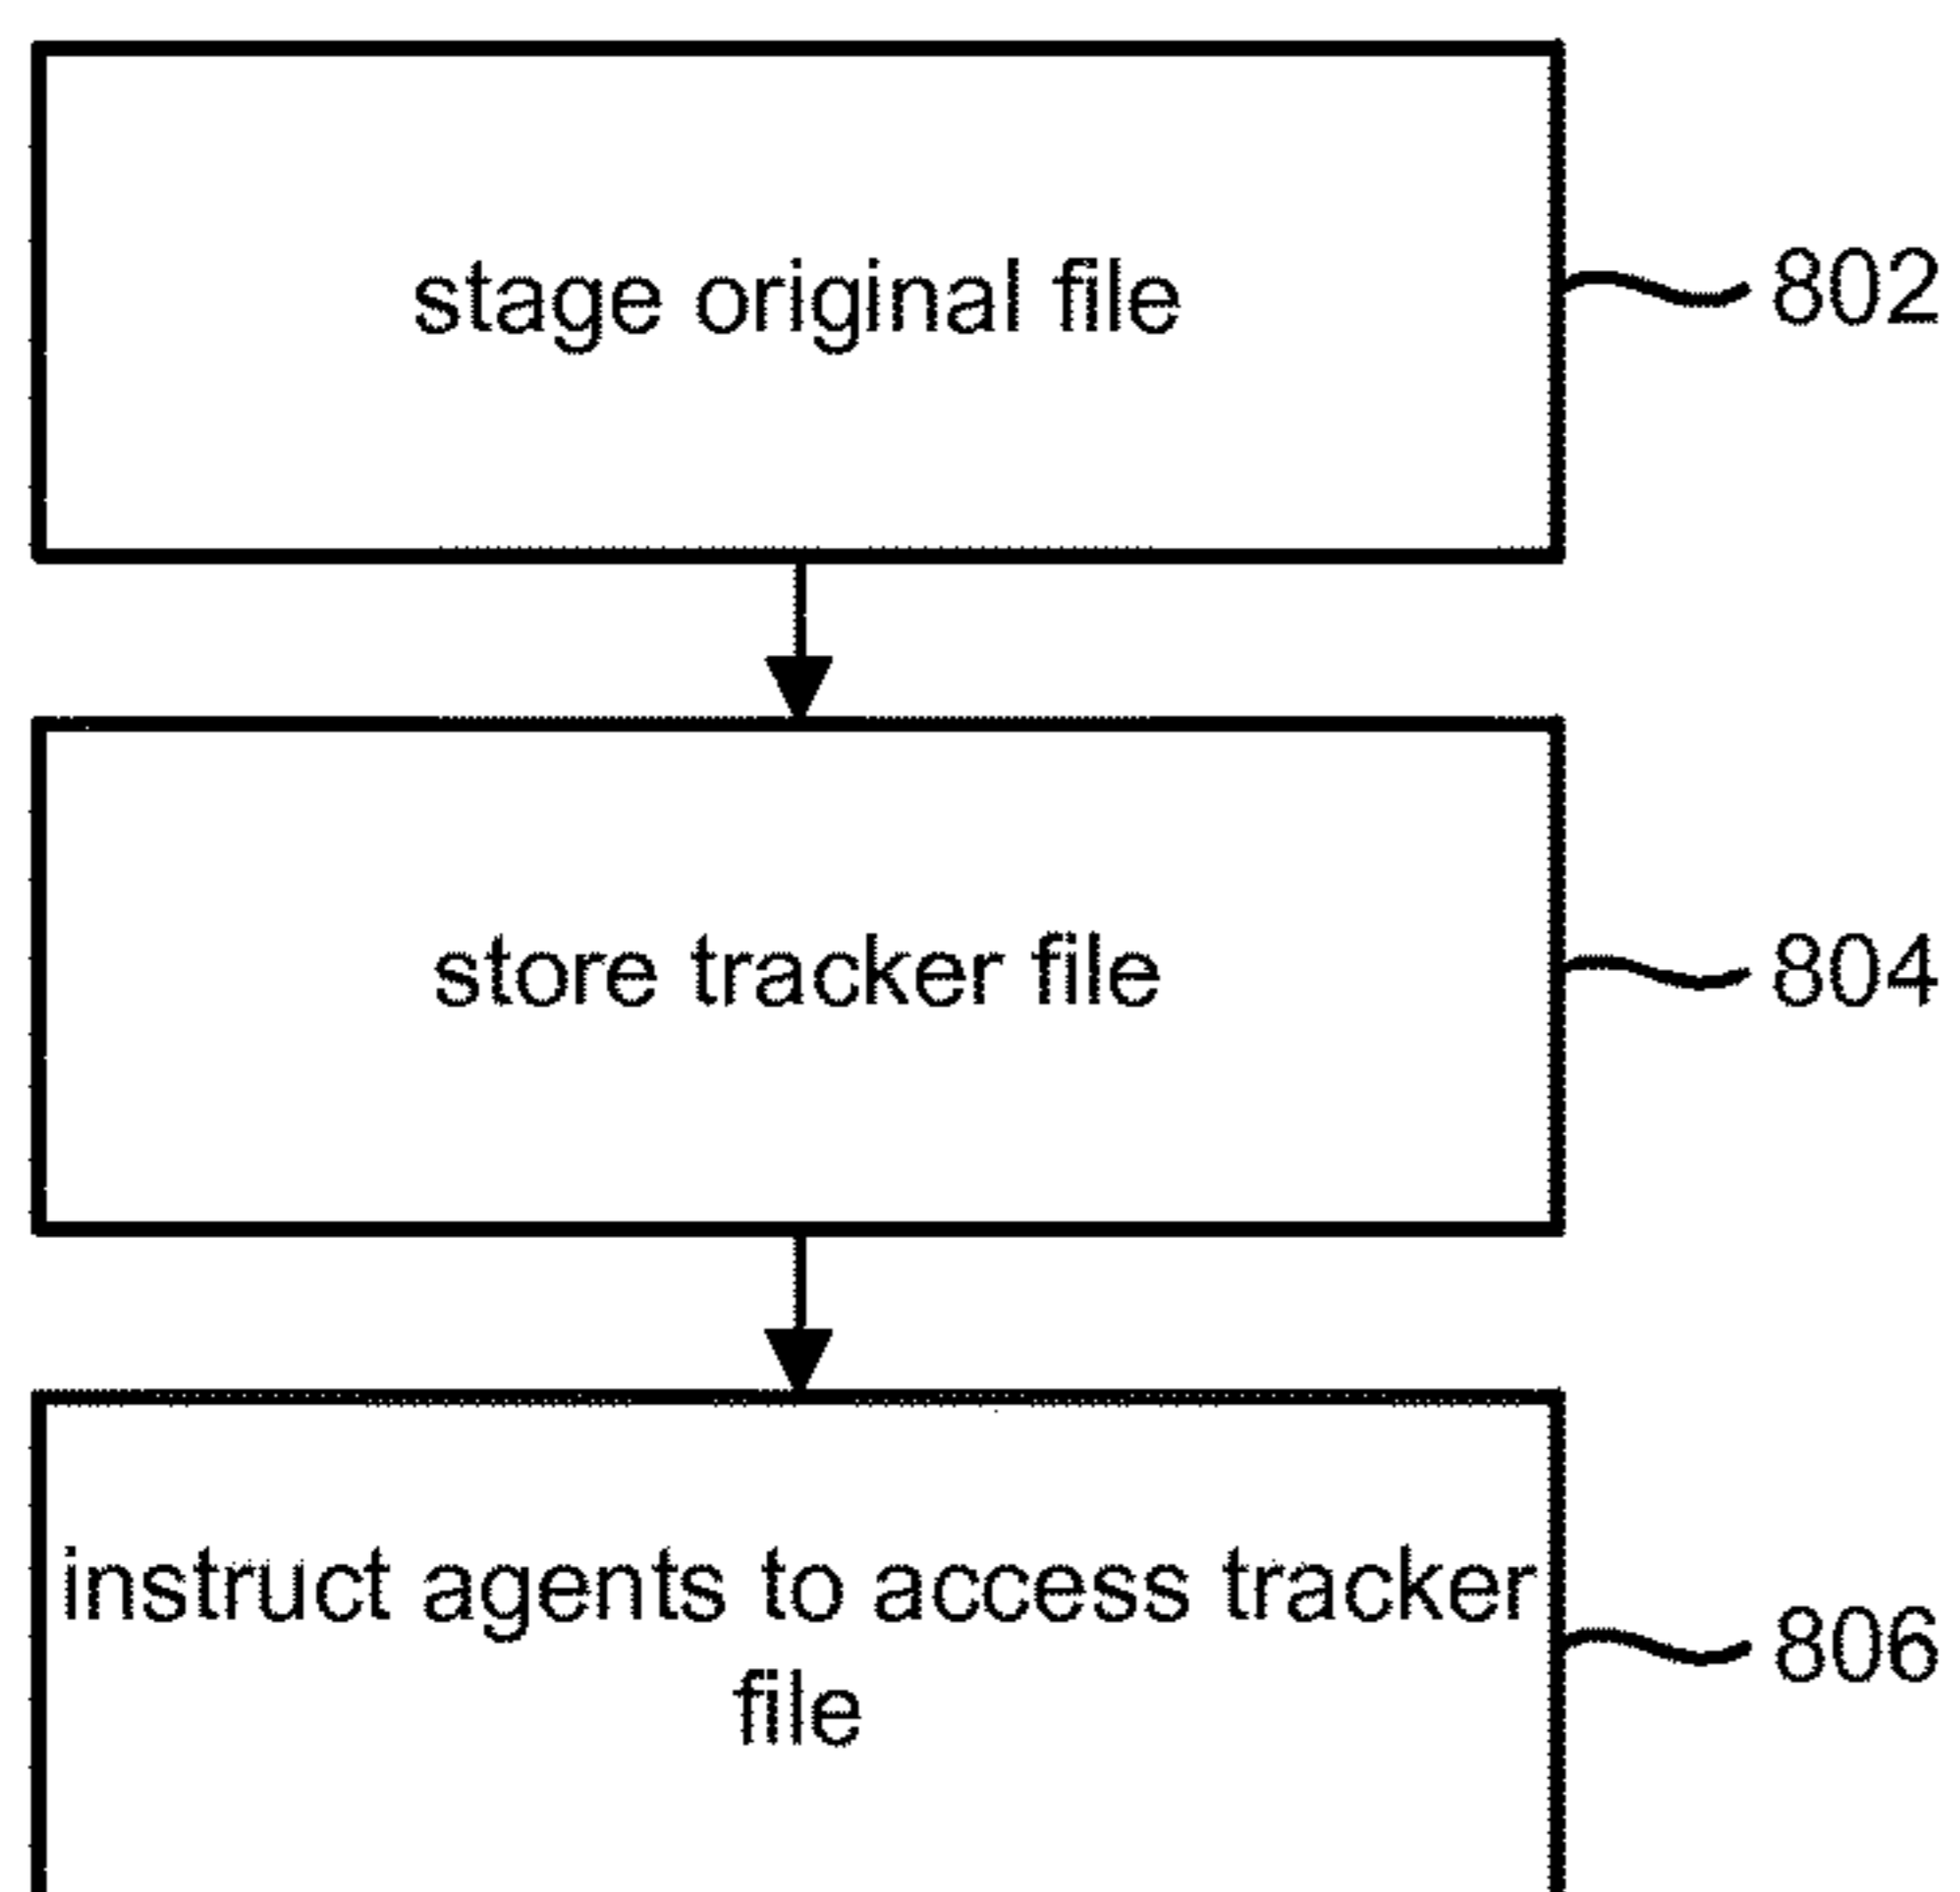 stage original file
802
store tracker file
804
instruct agents to access tracker
file
806